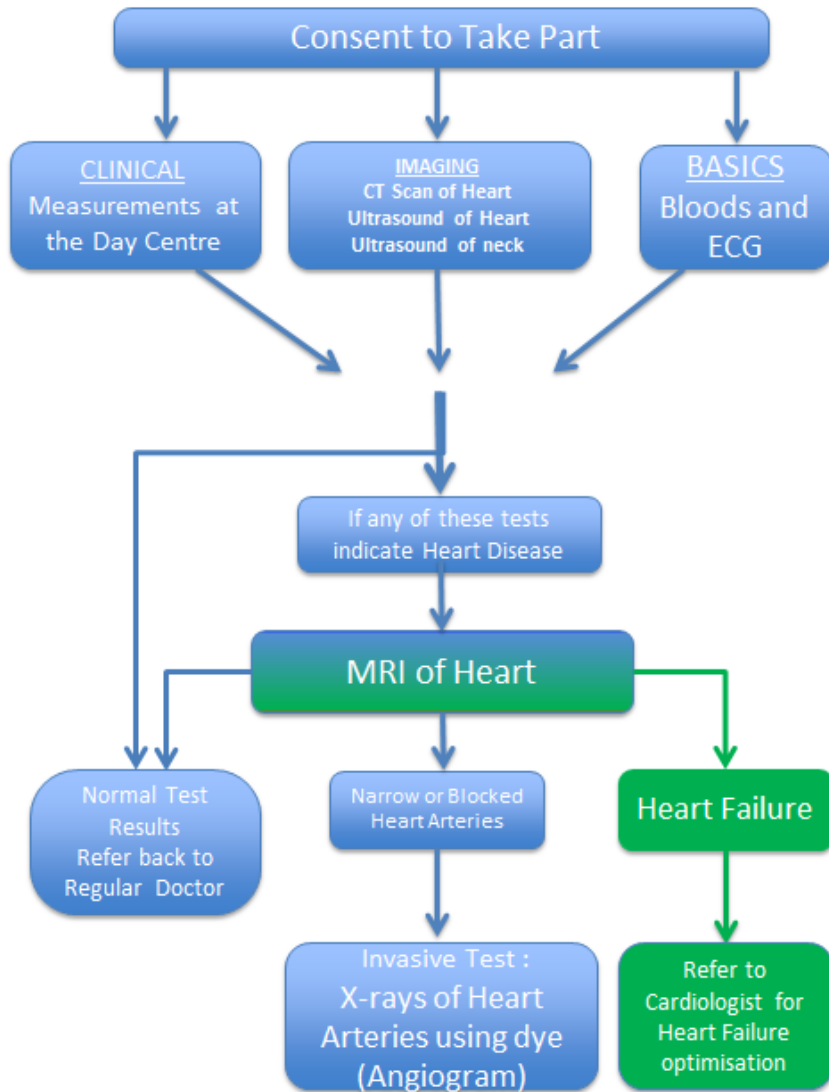 Consent to Take Part
CLINICAL
Measurements at
the Day Centre
IMAGING
CT Scan of Heart
Ultrasound of Heart
Ultrasound of neck
BASICS
Bloods and
ECG
If any of these tests
indicate Heart Disease
MRI of Heart
Normal Test
Results
Refer back to
Regular Doctor
Narrow or Blocked
Heart Arteries
Heart Failure
Invasive Test :
X-rays of Heart
Arteries using dye
(Angiogram)
Refer to
Cardiologist for
Heart Failure
optimisation